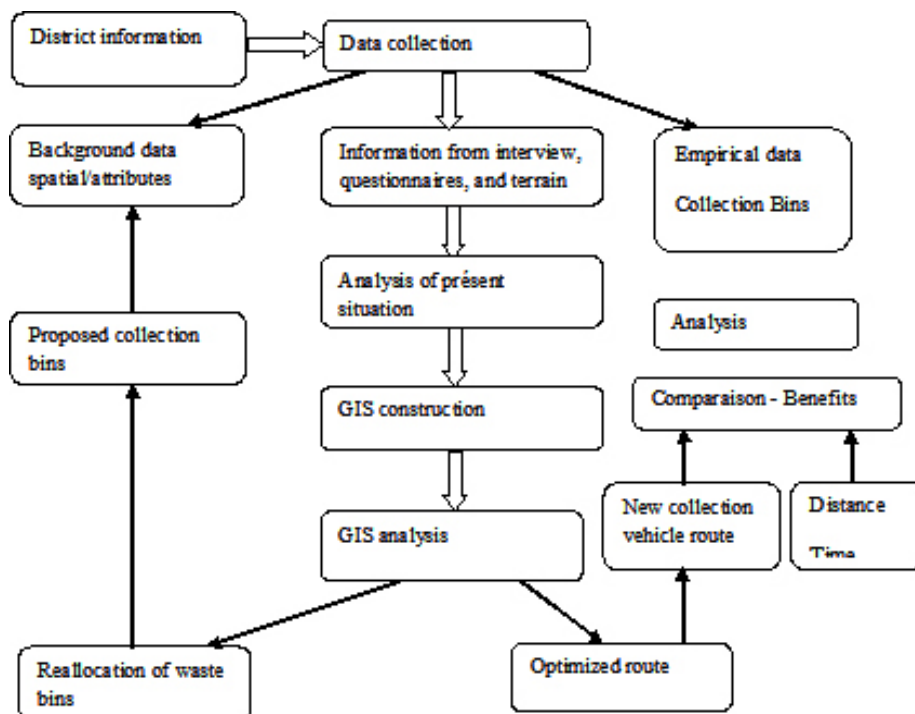 District information
Data collection
Background data
spatial/attributes
Information from interview,
questionnaires, and terrain
Empirical data
Collection Bins
Analysis of présent
situation
Analysis
Proposed collection
bins
Comparaison - Benefits
GIS construction
New collection
vehicle route
Distance
Time
GIS analysis
Reallocation of waste
bins
Optimized route